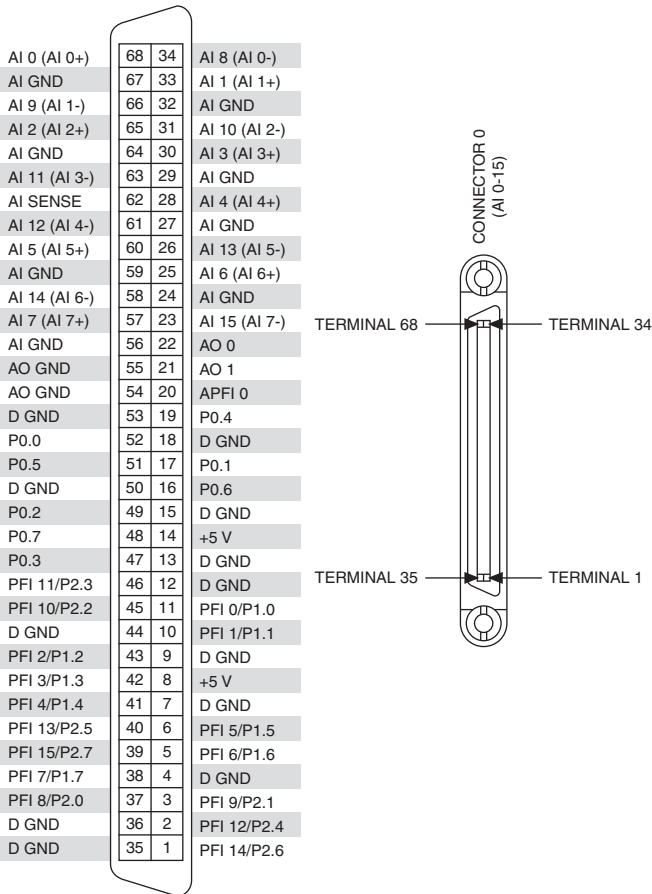 AI 0 (AI 0+) 68 34 AI 8 (AI 0-)
AI GND 67 33 AI 1 (AI 1+)
AI 9 (AI 1-) 66 32 AI GND
AI 2 (AI 2+) 65 31 AI 10 (AI 2-)
AI GND 64 30 AI 3 (AI 3+)
AI 11 (AI 3-) 63 29 AI GND
AI SENSE 62 28 AI 4 (AI 4+)
AI 12 (AI 4-) 61 27 AI GND
AI 5 (AI 5+) 60 26 AI 13 (AI 5-)
AI GND 59 25 AI 6 (AI 6+)
AI 14 (AI 6-) 58 24 AI GND
AI 7 (AI 7+) 57 23 AI 15 (AI 7-)
AI GND 56 22 AO 0
AO GND 55 21 AO 1
AO GND 54 20 APFI 0
D GND 53 19 P0.4
P0.0 52 18 D GND
P0.5 51 17 P0.1
D GND 50 16 P0.6
P0.2 49 15 D GND
P0.7 48 14 +5 V
P0.3 47 13 D GND
PFI 11/P2.3 46 12 D GND
PFI 10/P2.2 45 11 PFI 0/P1.0
D GND 44 10 PFI 1/P1.1
PFI 2/P1.2 43 9 D GND
PFI 3/P1.3 42 8 +5 V
PFI 4/P1.4 41 7 D GND
PFI 13/P2.5 40 6 PFI 5/P1.5
PFI 15/P2.7 39 5 PFI 6/P1.6
PFI 7/P1.7 38 4 D GND
PFI 8/P2.0 37 3 PFI 9/P2.1
D GND 36 2 PFI 12/P2.4
D GND 35 1 PFI 14/P2.6
CONNECTOR 0
(AI 0-15)
TERMINAL 68 TERMINAL 34
TERMINAL 35 TERMINAL 1